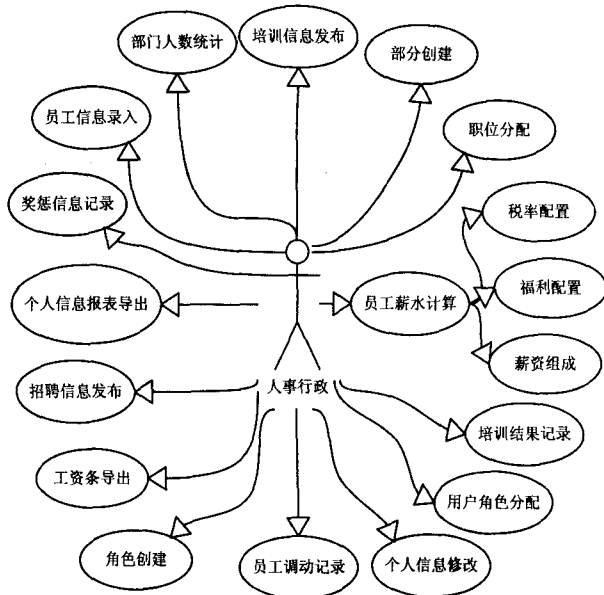 部门人数统计
培训信息发布
部分创建
员工信息录入
职位分配
奖惩信息记录
税率配置
个人信息报表导出
员工薪水计算
福利配置
薪资组成
招聘信息发布
人事行政
培训结果记录
工资条导出
用户角色分配
角色创建
员工调动记录
个人信息修改